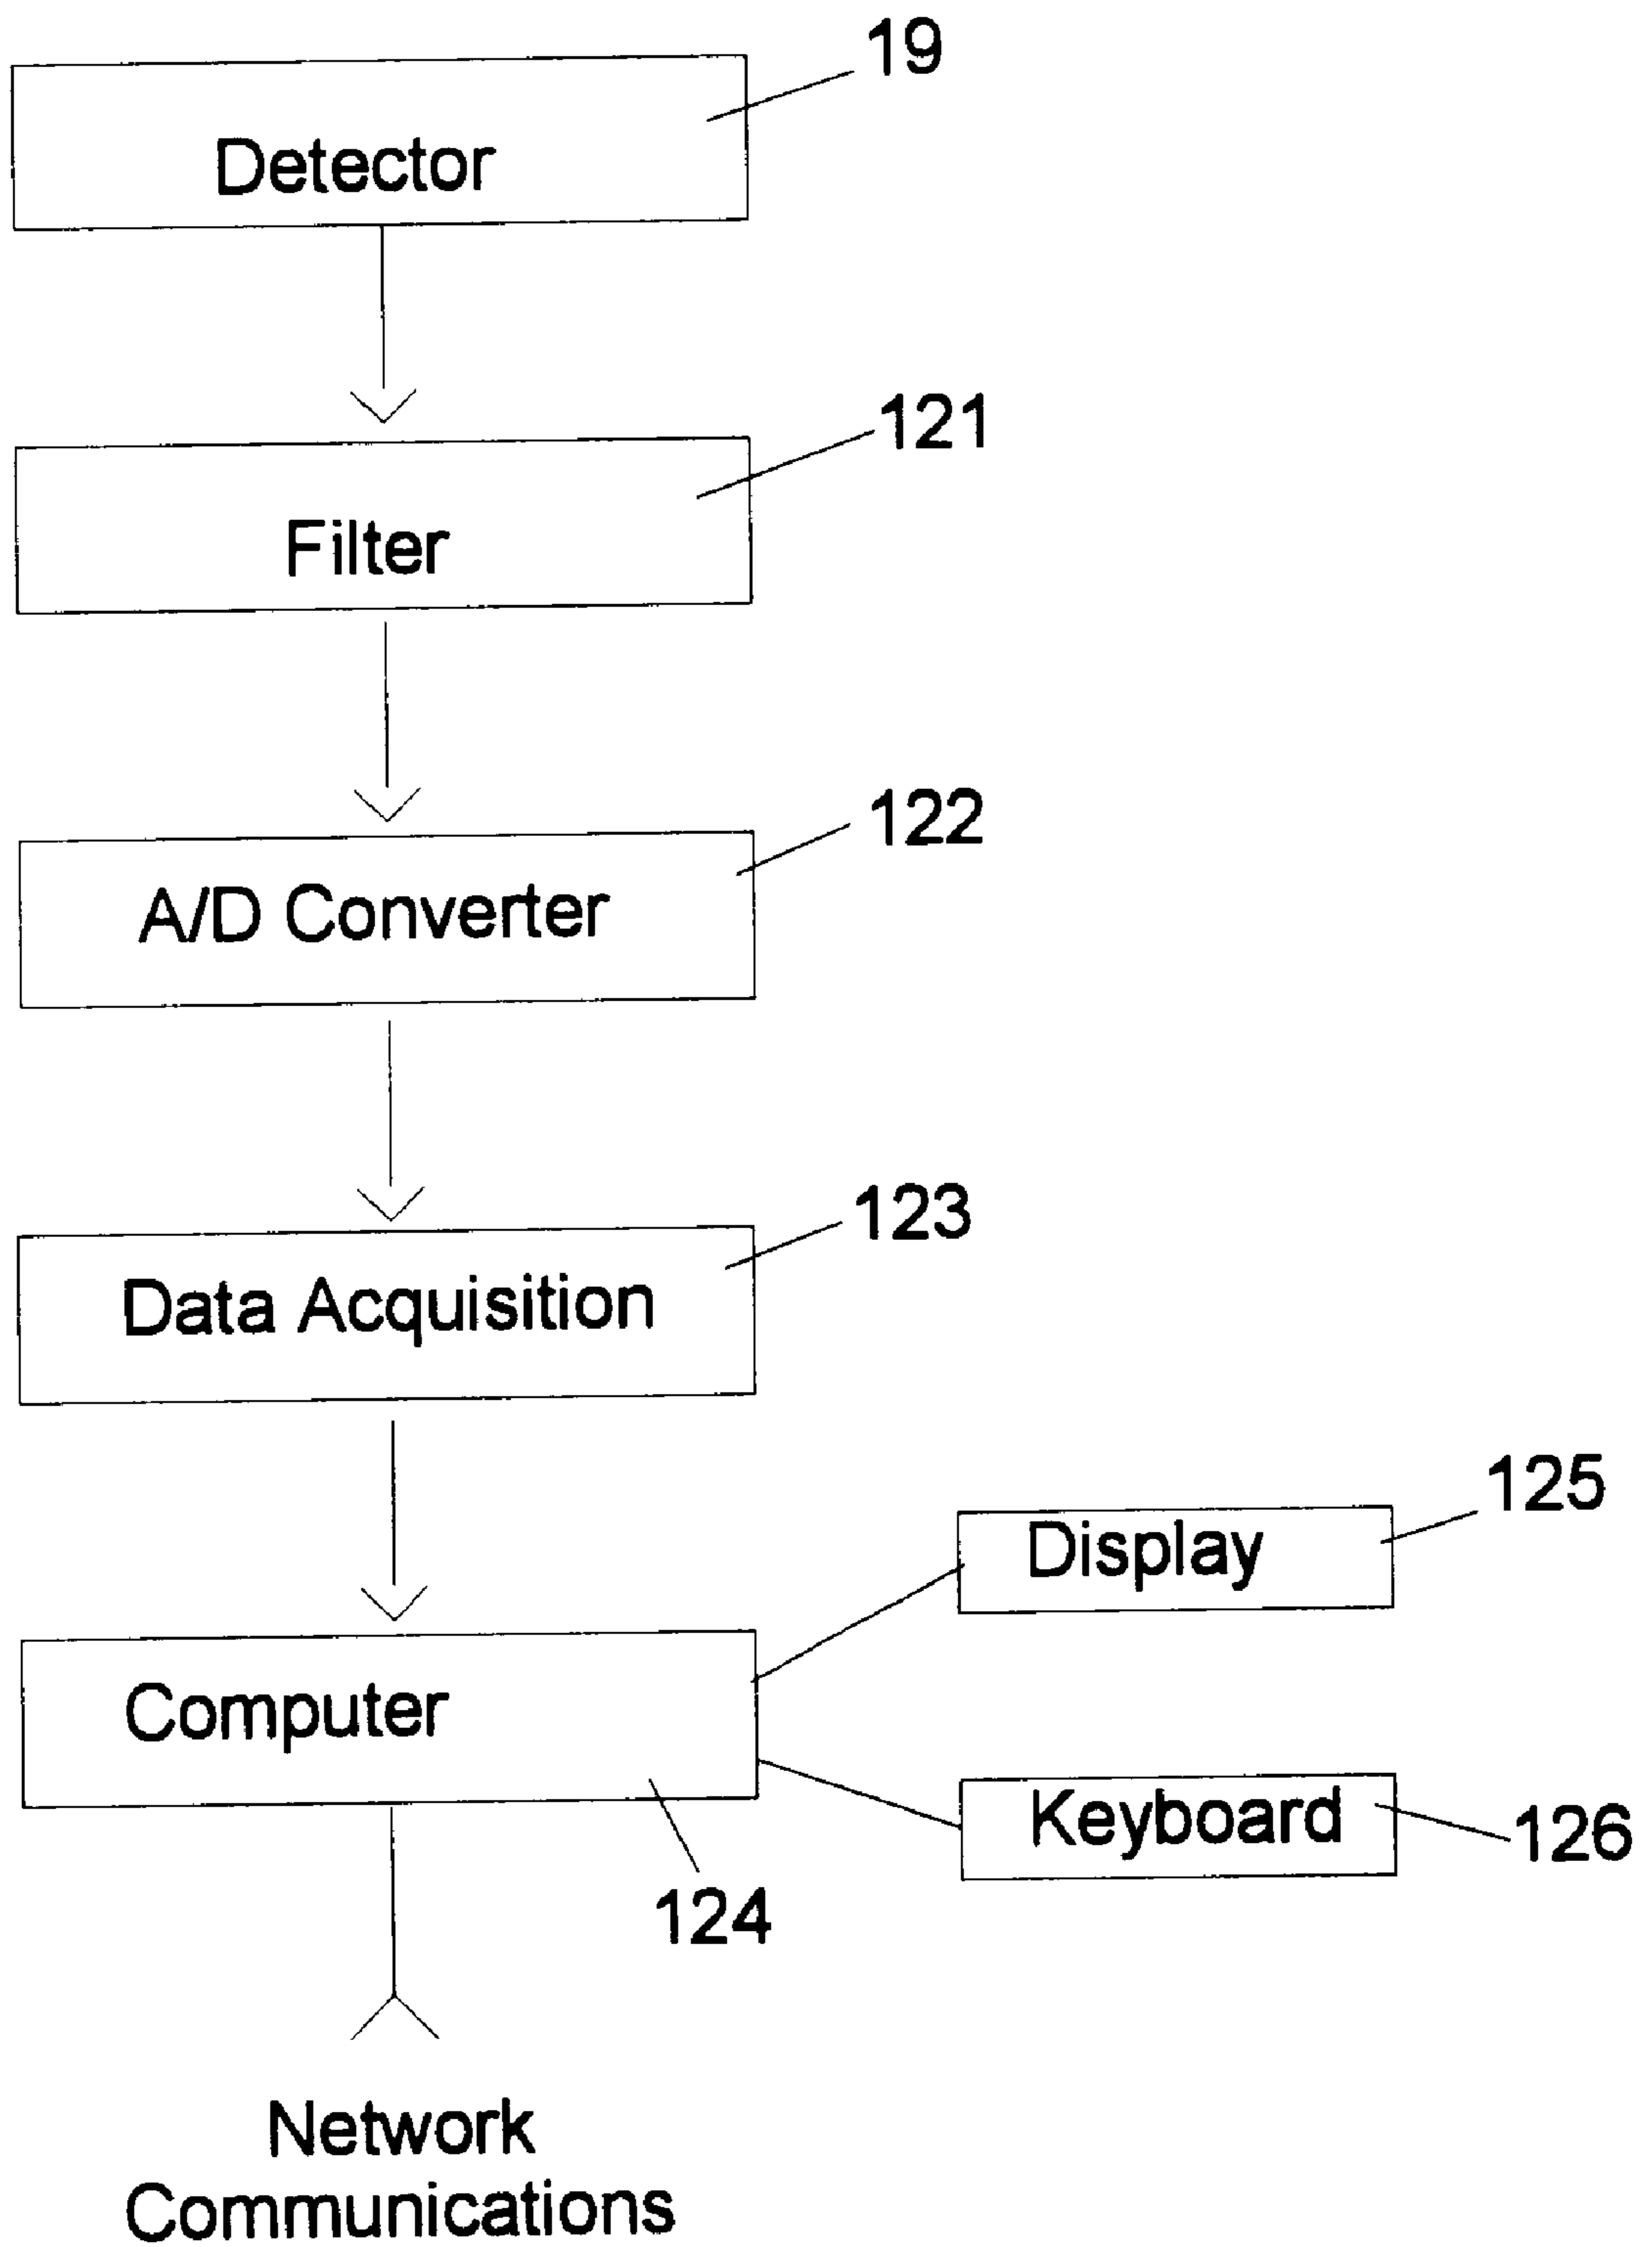 19
Detector
121
Filter
122
A/D Converter
123
Data Acquisition
125
Display
Computer
Keyboard
126
124
Network
Communications